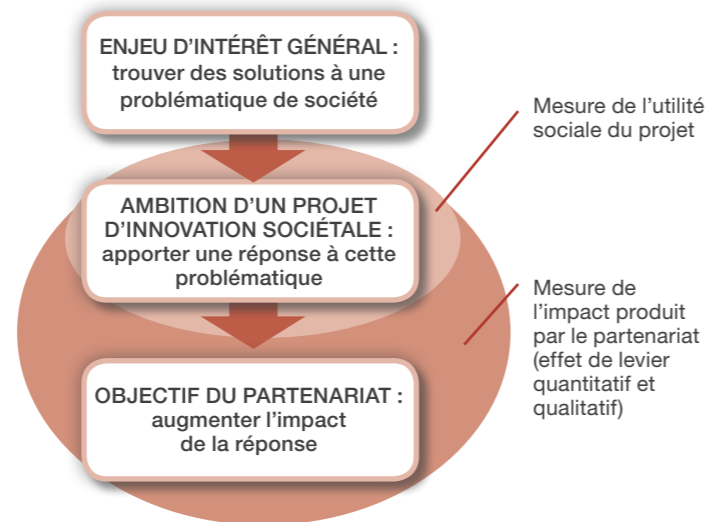 ENJEU D'INTÉRÊT GÉNÉRAL :
trouver des solutions à une
problématique de société
Mesure de l'utilité
sociale du projet
AMBITION D'UN PROJET
D'INNOVATION SOCIÉTALE :
apporter une réponse à cette
problématique
Mesure de
l'impact produit
par le partenariat
(effet de levier
quantitatif et
qualitatif)
OBJECTIF DU PARTENARIAT :
augmenter l'impact
de la réponse